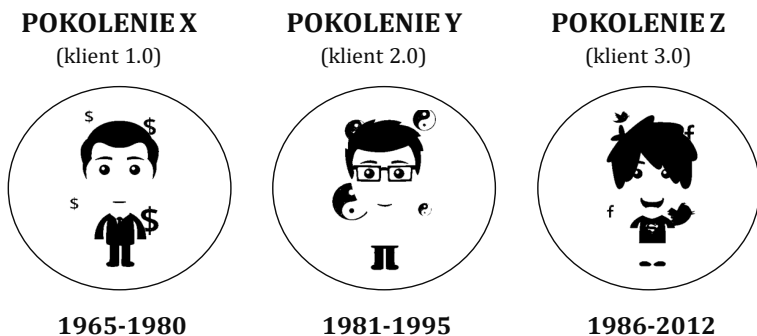 POKOLENIE X
(klient 1.0)
POKOLENIE Y
(klient 2.0)
POKOLENIE Z
(klient 3.0)
$
$
$
$
f
f
1965-1980
1981-1995
1986-2012